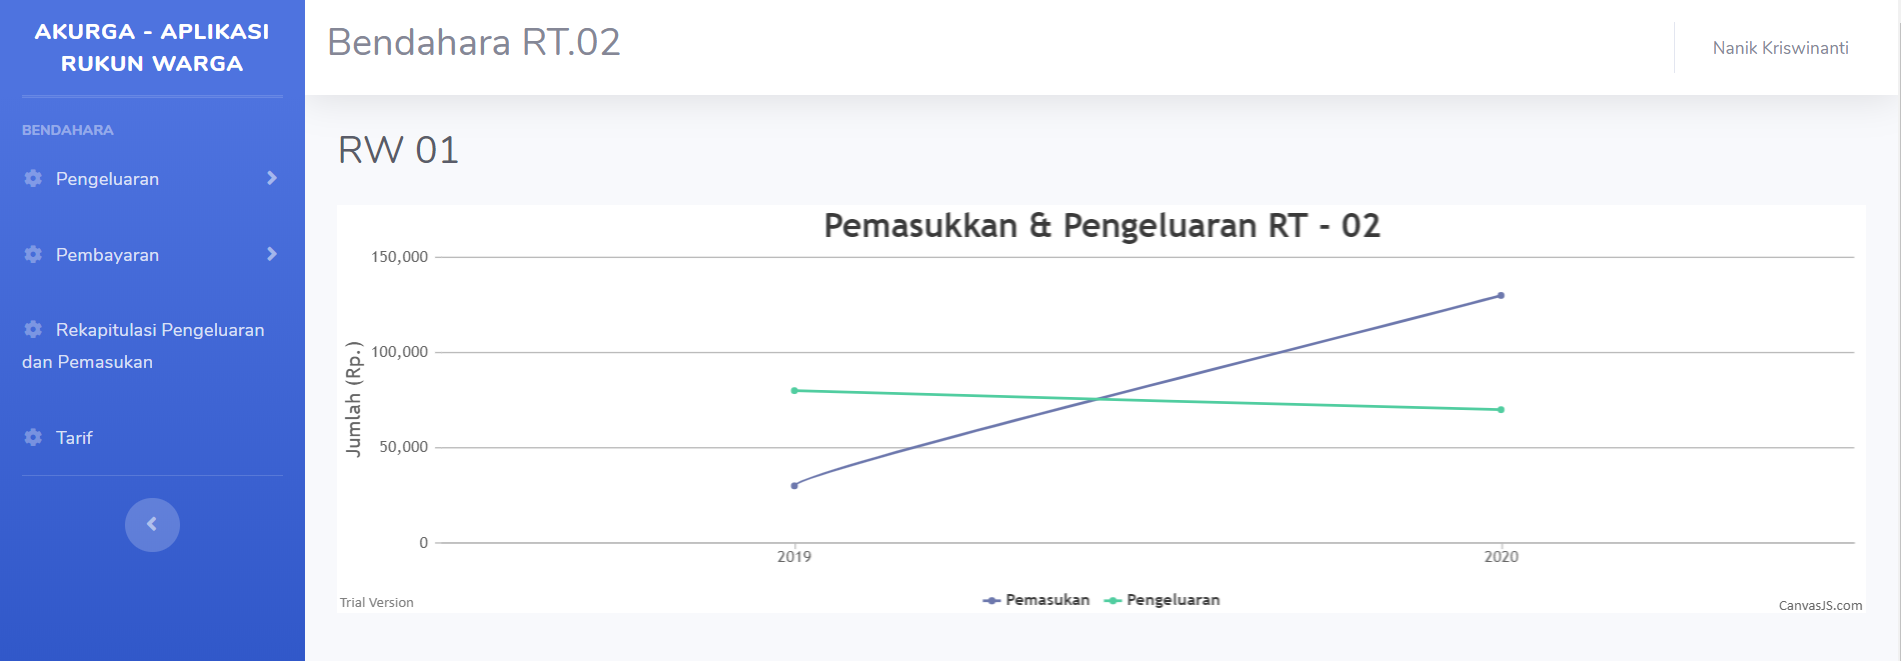 AKURGA - APLIKASI
RUKUN WARGA
BENDAHARA
Pengeluaran
Pembayaran
Rekapitulasi Pengeluaran
dan Pemasukan
Tarif
Bendahara RT.02
Nanik Kriswinanti
RW 01
Pemasukkan & Pengeluaran RT - 02
Jumlah (Rp.)
150,000
100,000
50,000
0
2019
2020
Pemasukan
Pengeluaran
Trial Version
CanvasJS.com